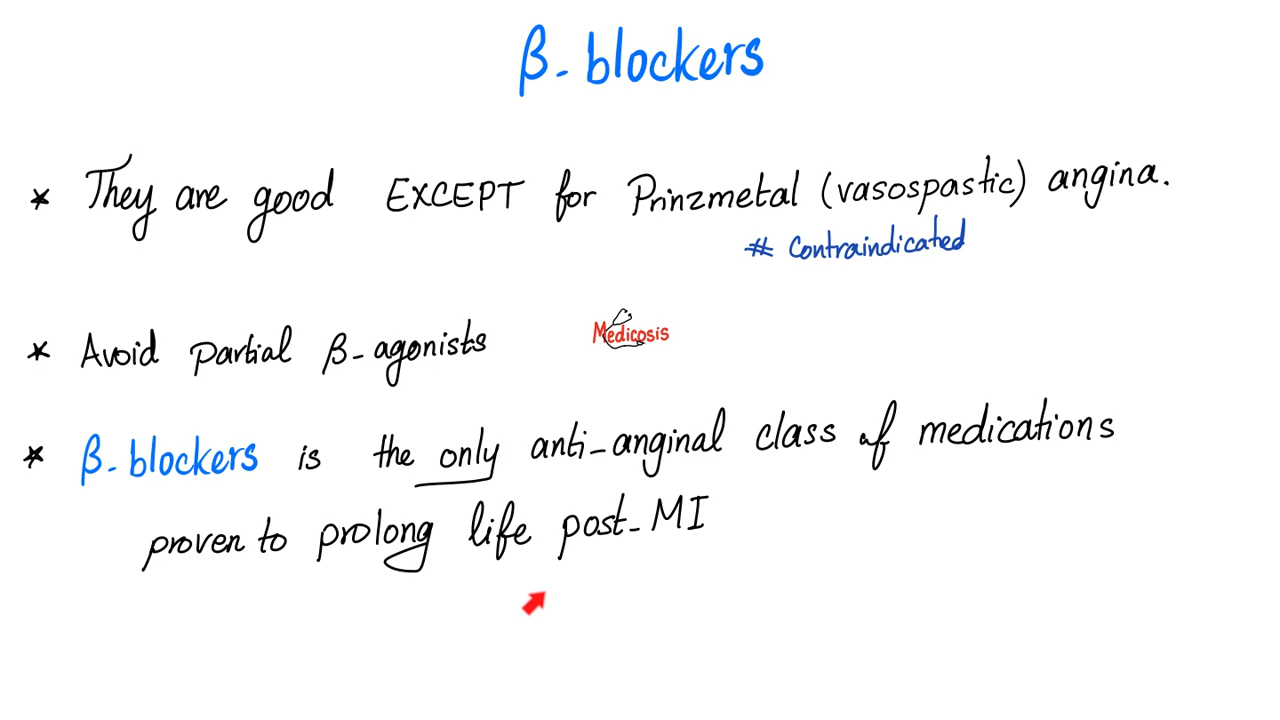 β-blockers
* They are good EXCEPT for Prinzmetal (vasospastic) angina.
# Contraindicated
Medicosis
* Avoid partial β-agonists
* β-blockers is the only anti-anginal class of medications
proven to prolong life post-MI